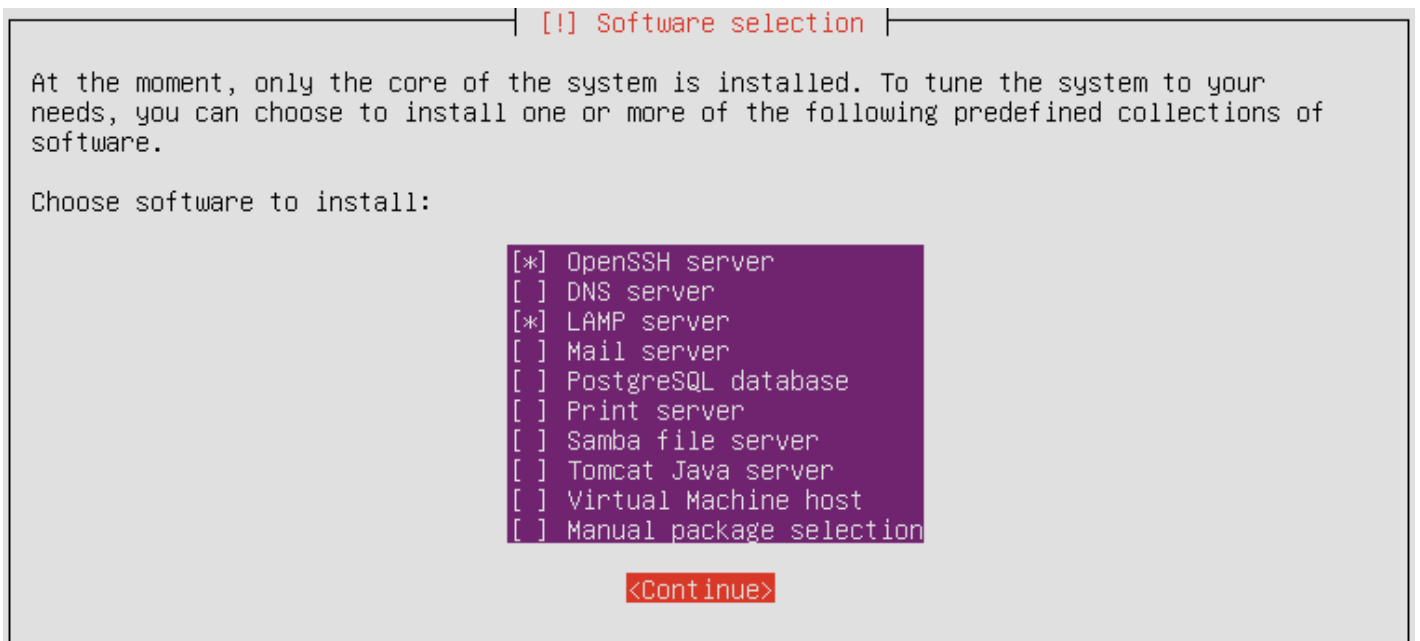 [!] Software selection
At the moment, only the core of the system is installed. To tune the system to your
needs, you can choose to install one or more of the following predefined collections of
software.
Choose software to install:
[*] OpenSSH server
[ ] DNS server
[*] LAMP server
[ ] Mail server
[ ] PostgreSQL database
[ ] Print server
[ ] Samba file server
[ ] Tomcat Java server
[ ] Virtual Machine host
[ ] Manual package selection
<Continue>